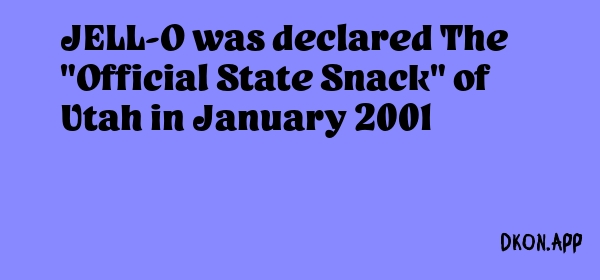 JELL-O was declared The
"Official State Snack" of
Utah in January 2001
DKON.APP